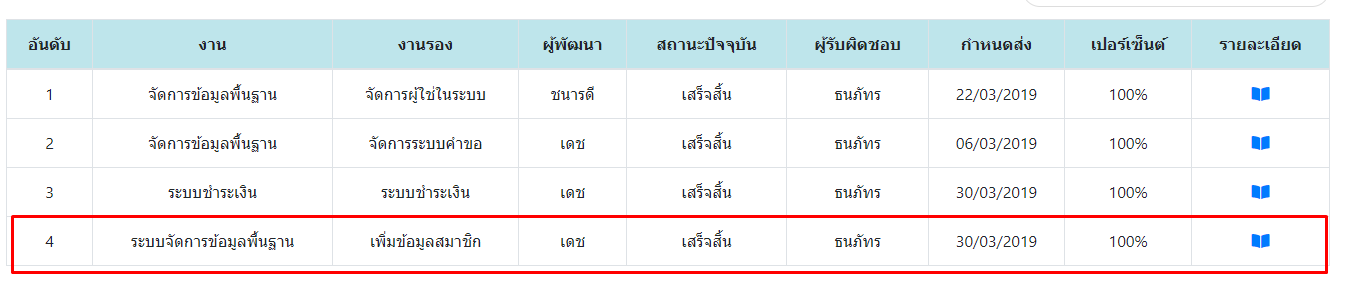 อันดับ งาน งานรอง ผู้พัฒนา สถานะปัจจุบัน ผู้รับผิดชอบ กำหนดส่ง เปอร์เซ็นต์ รายละเอียด
1 จัดการข้อมูลพื้นฐาน จัดการผู้ใช่ในระบบ ชนารดี เสร็จสิ้น ธนภัทร 22/03/2019 100%
2 จัดการข้อมูลพื้นฐาน จัดการระบบคำขอ เดช เสร็จสิ้น ธนภัทร 06/03/2019 100%
3 ระบบชำระเงิน ระบบชำระเงิน เดช เสร็จสิ้น ธนภัทร 30/03/2019 100%
4 ระบบจัดการข้อมูลพื้นฐาน เพิ่มข้อมูลสมาชิก เดช เสร็จสิ้น ธนภัทร 30/03/2019 100%